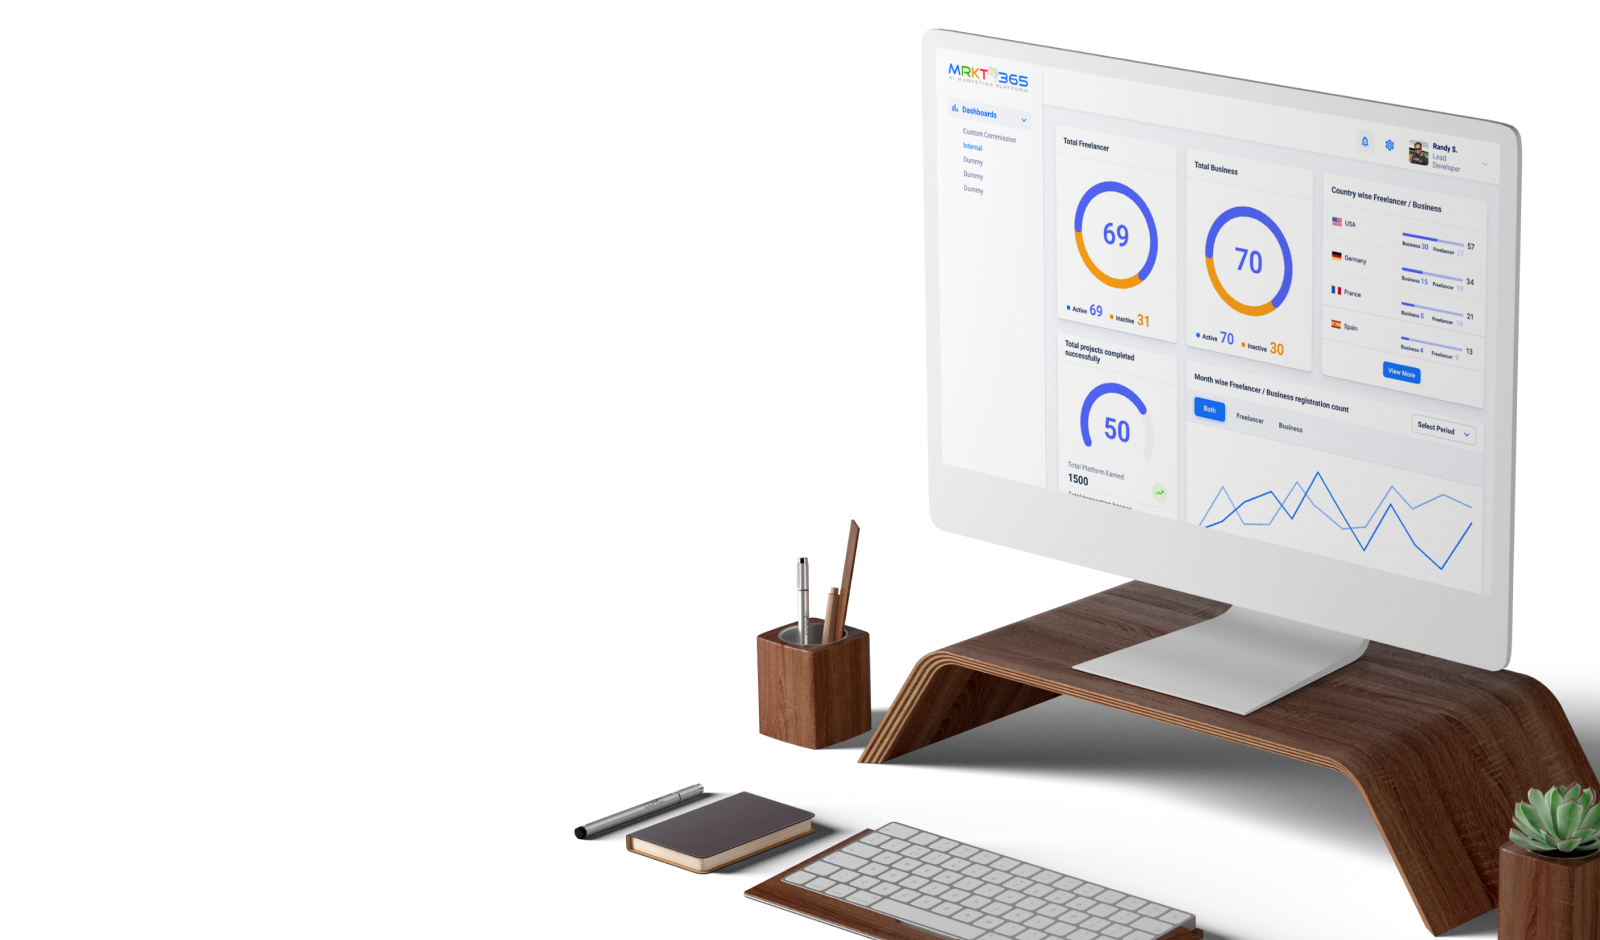 MRKT365
AI MARKETING PLATFORM
Dashboards
Custom Commission
Internal
Dummy
Dummy
Dummy
Randy S.
Lead
Developer
Total Freelancer
69
Active 69 Inactive 31
Total Business
70
Active 70 Inactive 30
Country wise Freelancer / Business
USA
57
Business 30 Freelancer 27
Germany
34
Business 15 Freelancer 19
France
21
Business 5 Freelancer 16
Spain
13
Business 4 Freelancer 9
View More
Total projects completed
successfully
50
Total Platform Earned
1500
Month wise Freelancer / Business registration count
Both Freelancer Business
Select Period